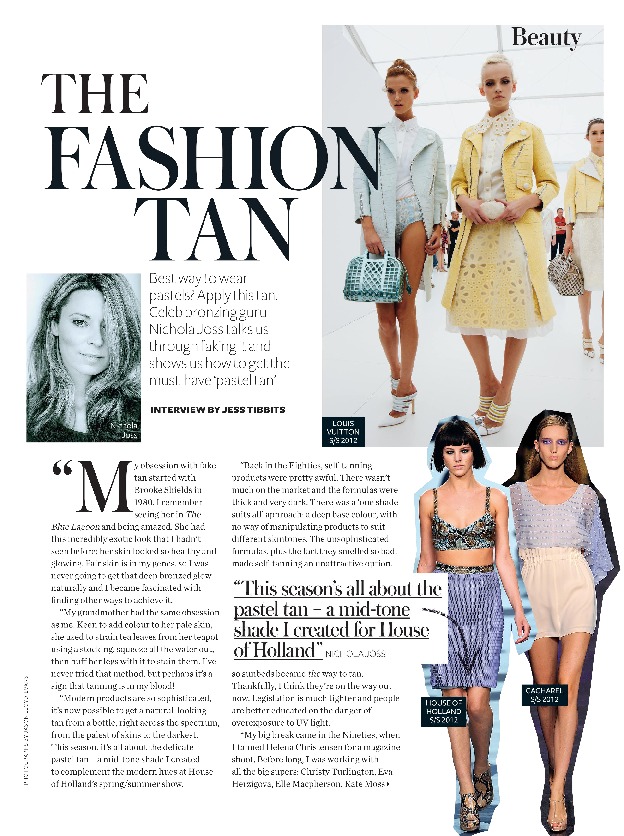 Beauty
THE
FASHION
TAN
Best way to wear
pastels? Apply this tan.
Celeb bronzing guru
Nichola Joss talks us
through faking it and
shows us how to get the
must-have ‘pastel tan’
INTERVIEW BY JESS TIBBITS
Nichola
Joss
LOUIS
VUITTON
S/S 2012
“My obsession with fake
tan started with
Brooke Shields in
1980. I remember
seeing her in The
Blue Lagoon and being amazed. She had
this incredibly exotic look that I hadn’t
seen before; her skin looked so healthy and
glowing. Fair skin is in my genes, so I was
never going to get that deep bronzed glow
naturally and I became fascinated with
finding other ways to achieve it.
“My grandmother had the same obsession
as me. Keen to add colour to her pale skin,
she used to strain tea leaves from her teapot
using a stocking, squeeze all the water out,
then buff her legs with it to stain them. I’ve
never tried that method, but perhaps it’s a
sign that tanning is in my blood!
“Modern products are so sophisticated,
it’s now possible to get a natural-looking
tan from a bottle, right across the spectrum,
from the palest of skins to the darkest.
This season, it’s all about the delicate
pastel tan – a mid-tone shade I created
to complement the modern hues at House
of Holland’s spring/summer show.
“Back in the Eighties, self-tanning
products were pretty awful. There wasn’t
much on the market and the formulas were
thick and very dark. There was a ‘one shade
suits all’ approach: a deep base colour, with
no way of manipulating products to suit
different skintones. The unsophisticated
formulas, plus the fact they smelled so bad,
made self-tanning an unattractive option,
“This season’s all about the
pastel tan – a mid-tone
shade I created for House
of Holland” NICHOLA JOSS
so sunbeds became the way to tan.
Thankfully, I think they’re on the way out
now. Legislation is much tighter and people
are better educated on the danger of
overexposure to UV light.
“My big break came in the Nineties, when
I tanned Helena Christensen for a magazine
shoot. Before long, I was working with
all the big supers: Christy Turlington, Eva
Herzigova, Elle Macpherson, Kate Moss
HOUSE OF
HOLLAND
S/S 2012
CACHAREL
S/S 2012